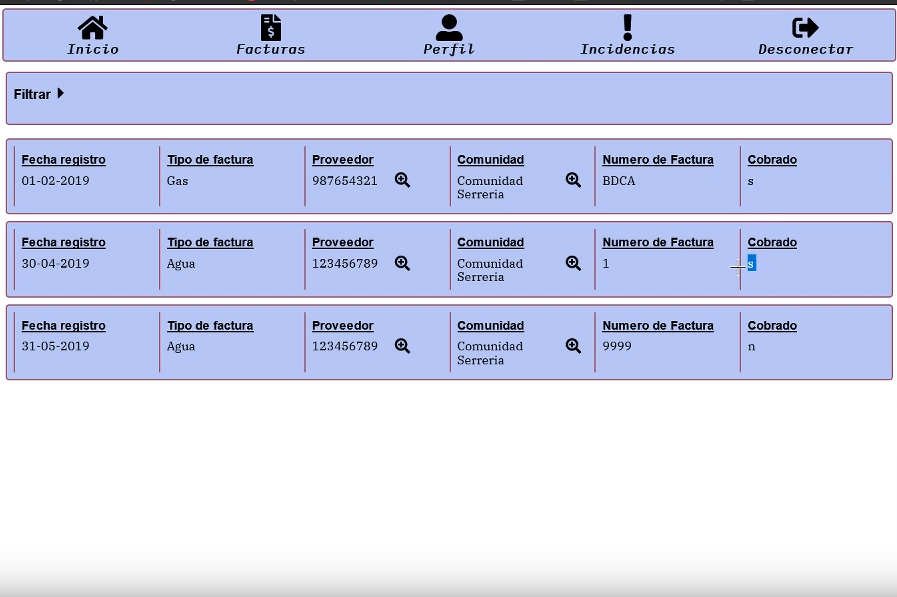 Inicio Facturas Perfil Incidencias Desconectar
Filtrar
Fecha registro Tipo de factura Proveedor Comunidad Numero de Factura Cobrado
01-02-2019 Gas 987654321 Comunidad BDCA s
Serreria
Fecha registro Tipo de factura Proveedor Comunidad Numero de Factura Cobrado
30-04-2019 Agua 123456789 Comunidad 1 s
Serreria
Fecha registro Tipo de factura Proveedor Comunidad Numero de Factura Cobrado
31-05-2019 Agua 123456789 Comunidad 9999 n
Serreria